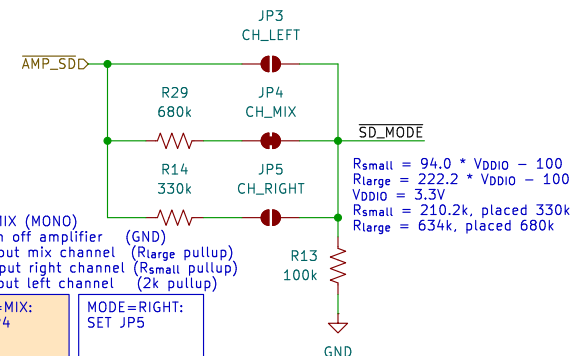 JP3
CH_LEFT
AMP_SD
R29
680k
JP4
CH_MIX
SD_MODE
R14
330k
JP5
CH_RIGHT
Rsmall = 94.0 * VDDIO - 100
Rlarge = 222.2 * VDDIO - 100
VDDIO = 3.3V
Rsmall = 210.2k, placed 330k
Rlarge = 634k, placed 680k
MIX (MONO)
off amplifier (GND)
mix channel (Rlarge pullup)
right channel (Rsmall pullup)
left channel (2k pullup)
R13
100k
=MIX:
MODE=RIGHT:
SET JP5
GND